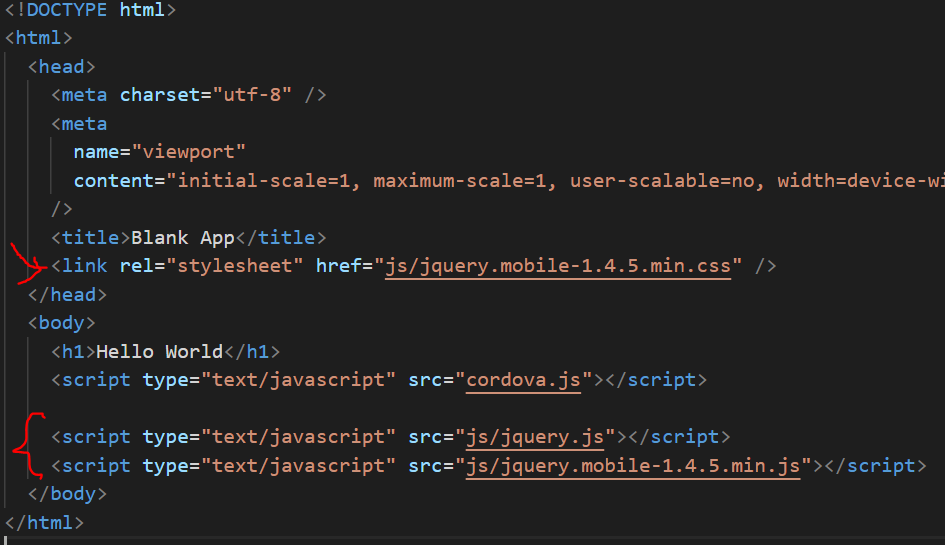 <!DOCTYPE html>
<html>
<head>
<meta charset="utf-8" />
<meta
name="viewport"
content="initial-scale=1, maximum-scale=1, user-scalable=no, width=device-wi
/>
<title>Blank App</title>
<link rel="stylesheet" href="js/jquery.mobile-1.4.5.min.css" />
</head>
<body>
<h1>Hello World</h1>
<script type="text/javascript" src="cordova.js"></script>
<script type="text/javascript" src="js/jquery.js"></script>
<script type="text/javascript" src="js/jquery.mobile-1.4.5.min.js"></script>
</body>
</html>